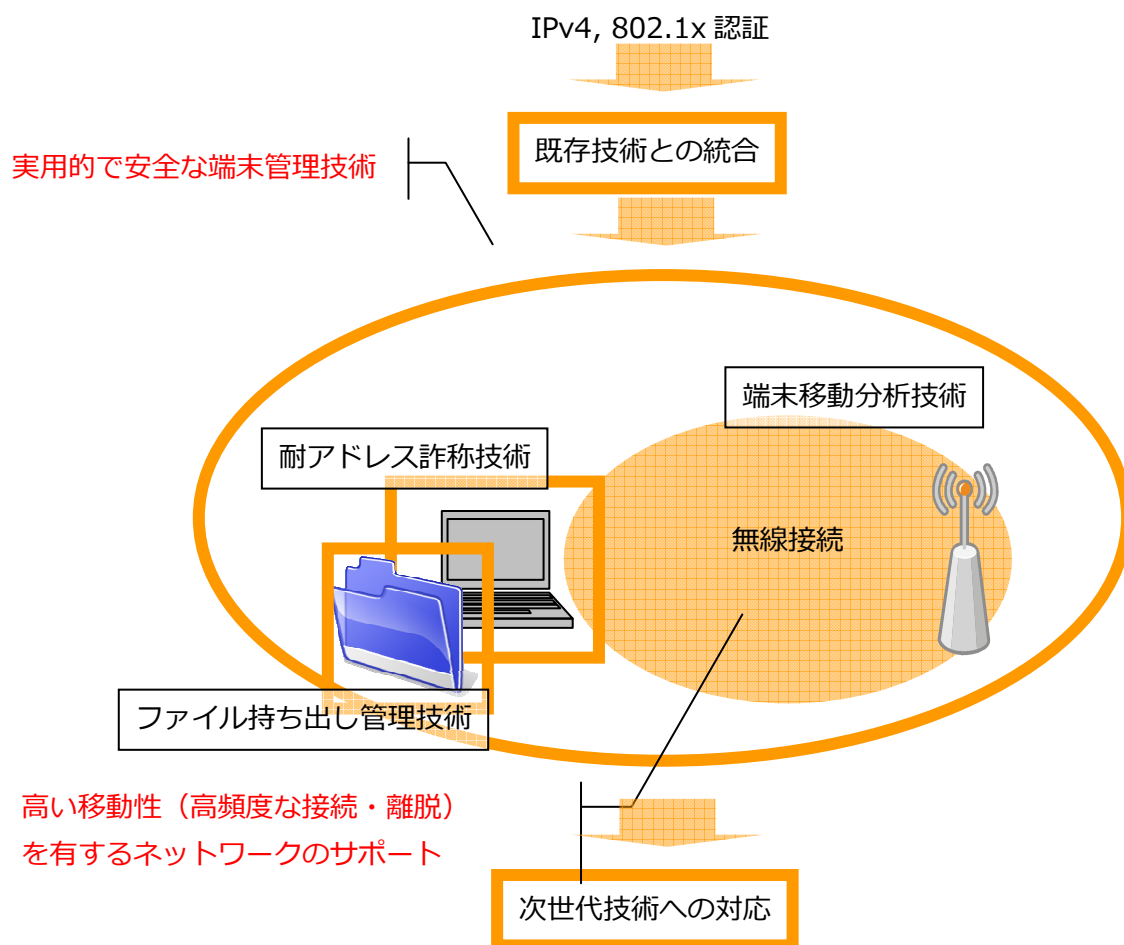 IPv4, 802.1x 認証
既存技術との統合
実用的で安全な端末管理技術
端末移動分析技術
耐アドレス詐称技術
無線接続
ファイル持ち出し管理技術
高い移動性（高頻度な接続・離脱）
を有するネットワークのサポート
次世代技術への対応